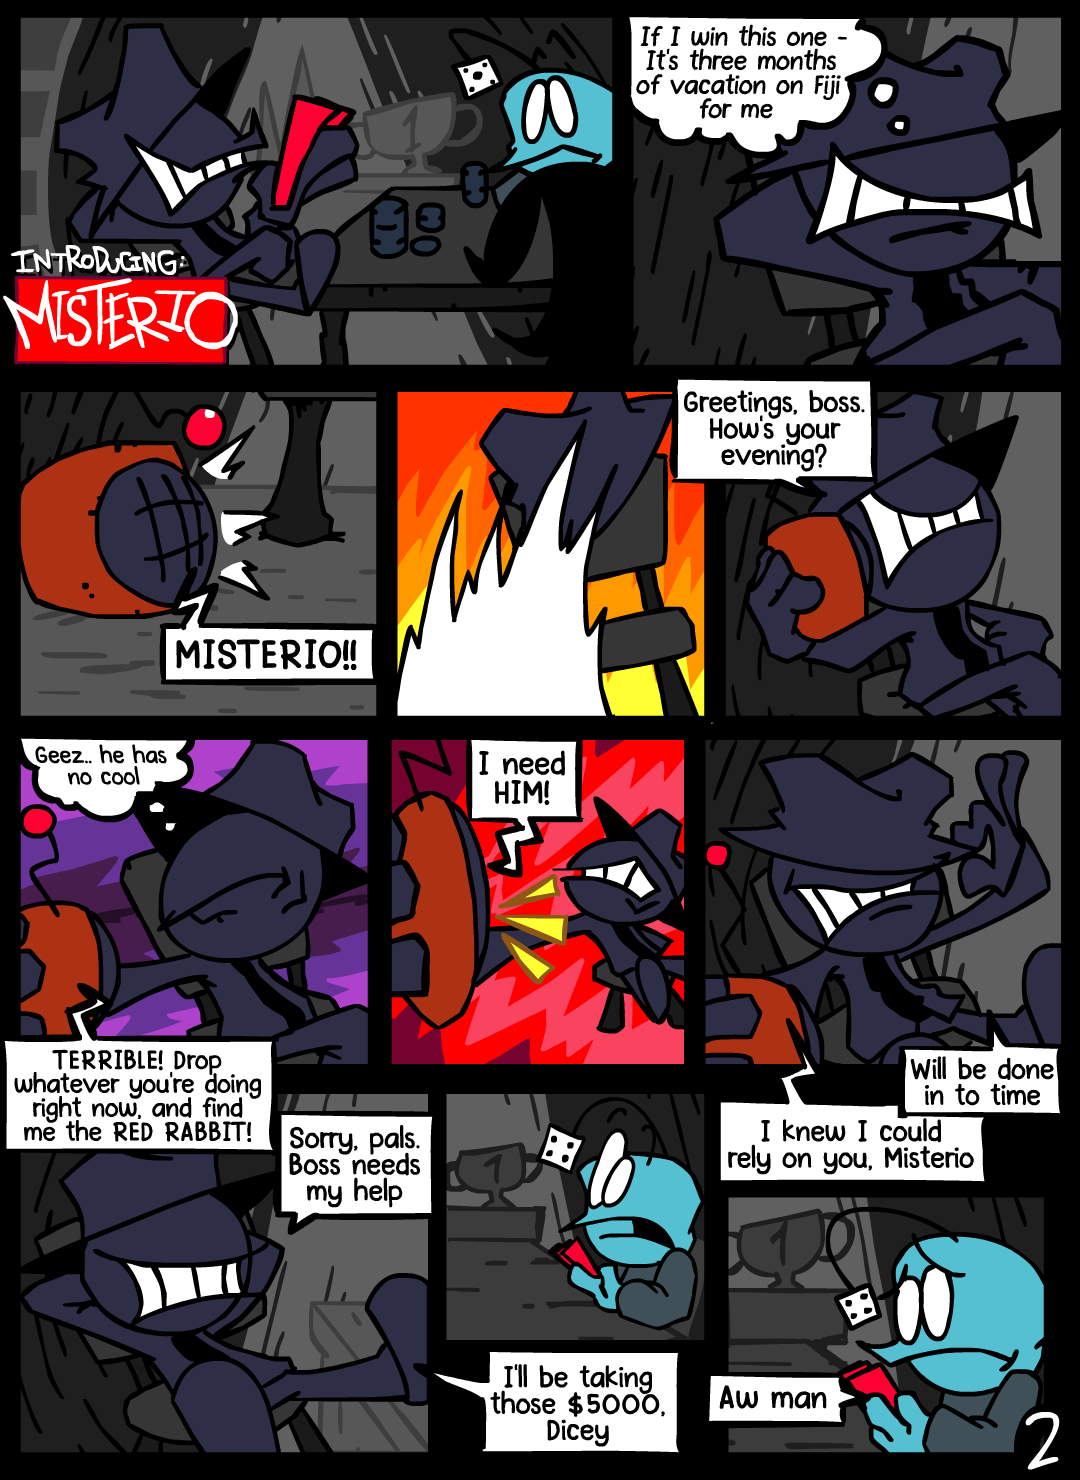 INTRODUCING:
MISTERIO
1
If I win this one -
It's three months
of vacation on Fiji
for me
MISTERIO!!
Greetings, boss.
How's your
evening?
Geez.. he has
no cool
TERRIBLE! Drop
whatever you're doing
right now, and find
me the RED RABBIT!
I need
HIM!
I knew I could
rely on you, Misterio
Will be done
in to time
Sorry, pals.
Boss needs
my help
1
I'll be taking
those $5000,
Dicey
1
Aw man
2